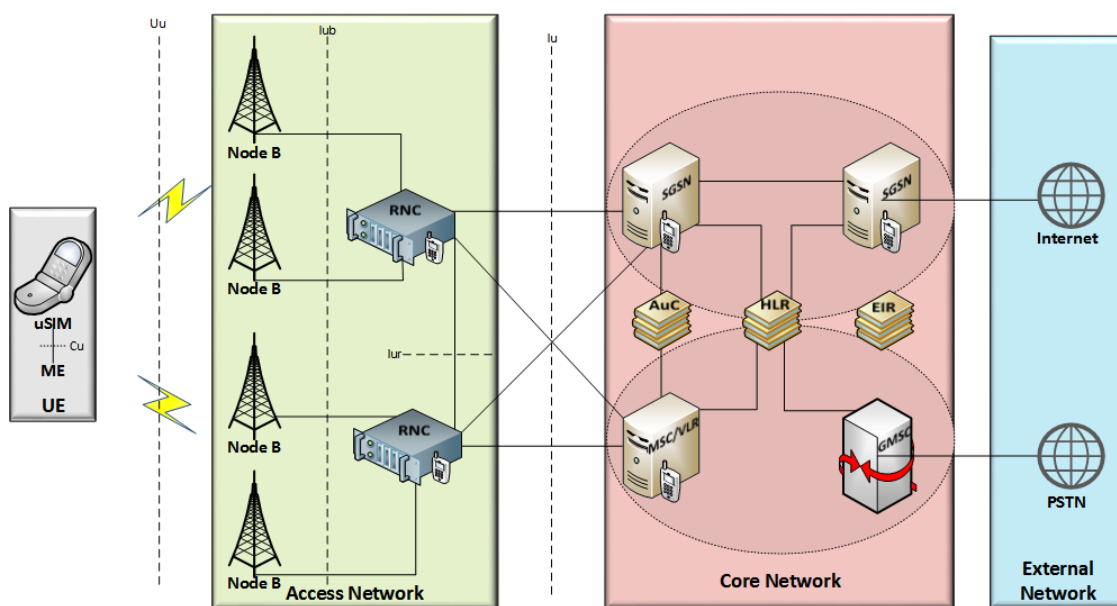 Uu
Iub
Iu
Node B
Node B
Node B
Node B
RNC
RNC
Iur
uSIM
Cu
ME
UE
Access Network
SGSN
SGSN
AuC
HLR
EIR
MSC/VLR
GMSC
Core Network
Internet
PSTN
External
Network